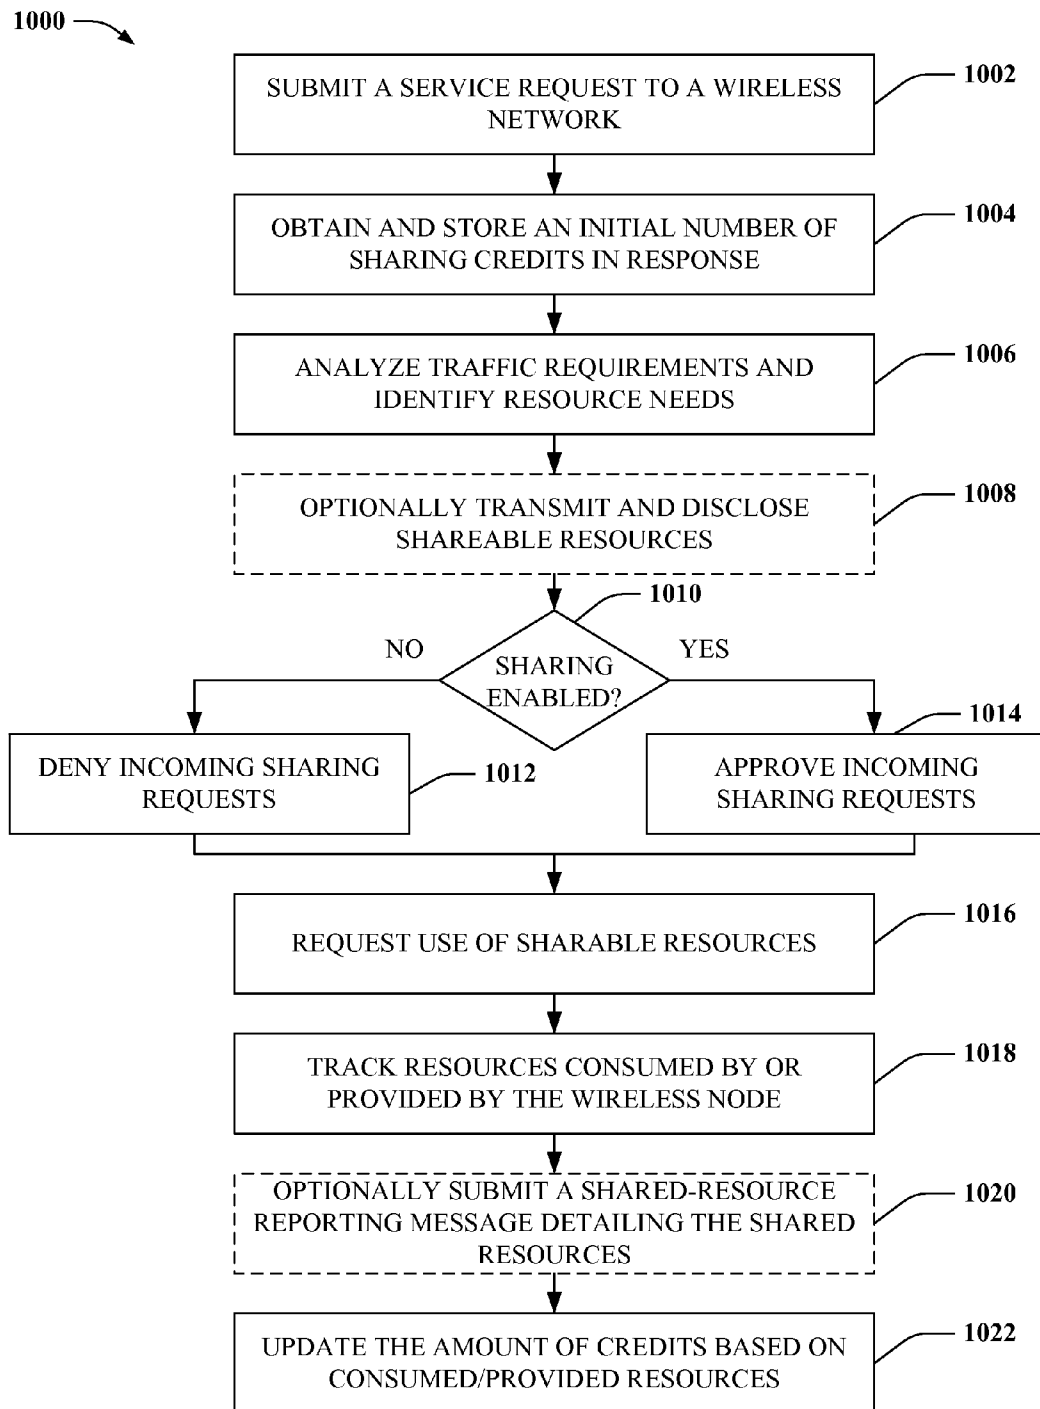 1000
SUBMIT A SERVICE REQUEST TO A WIRELESS
NETWORK
1002
OBTAIN AND STORE AN INITIAL NUMBER OF
SHARING CREDITS IN RESPONSE
1004
ANALYZE TRAFFIC REQUIREMENTS AND
IDENTIFY RESOURCE NEEDS
1006
OPTIONALLY TRANSMIT AND DISCLOSE
SHAREABLE RESOURCES
1008
1010
NO
YES
SHARING
ENABLED?
DENY INCOMING SHARING
REQUESTS
1012
1014
APPROVE INCOMING
SHARING REQUESTS
REQUEST USE OF SHARABLE RESOURCES
1016
TRACK RESOURCES CONSUMED BY OR
PROVIDED BY THE WIRELESS NODE
1018
OPTIONALLY SUBMIT A SHARED-RESOURCE
REPORTING MESSAGE DETAILING THE SHARED
RESOURCES
1020
UPDATE THE AMOUNT OF CREDITS BASED ON
CONSUMED/PROVIDED RESOURCES
1022